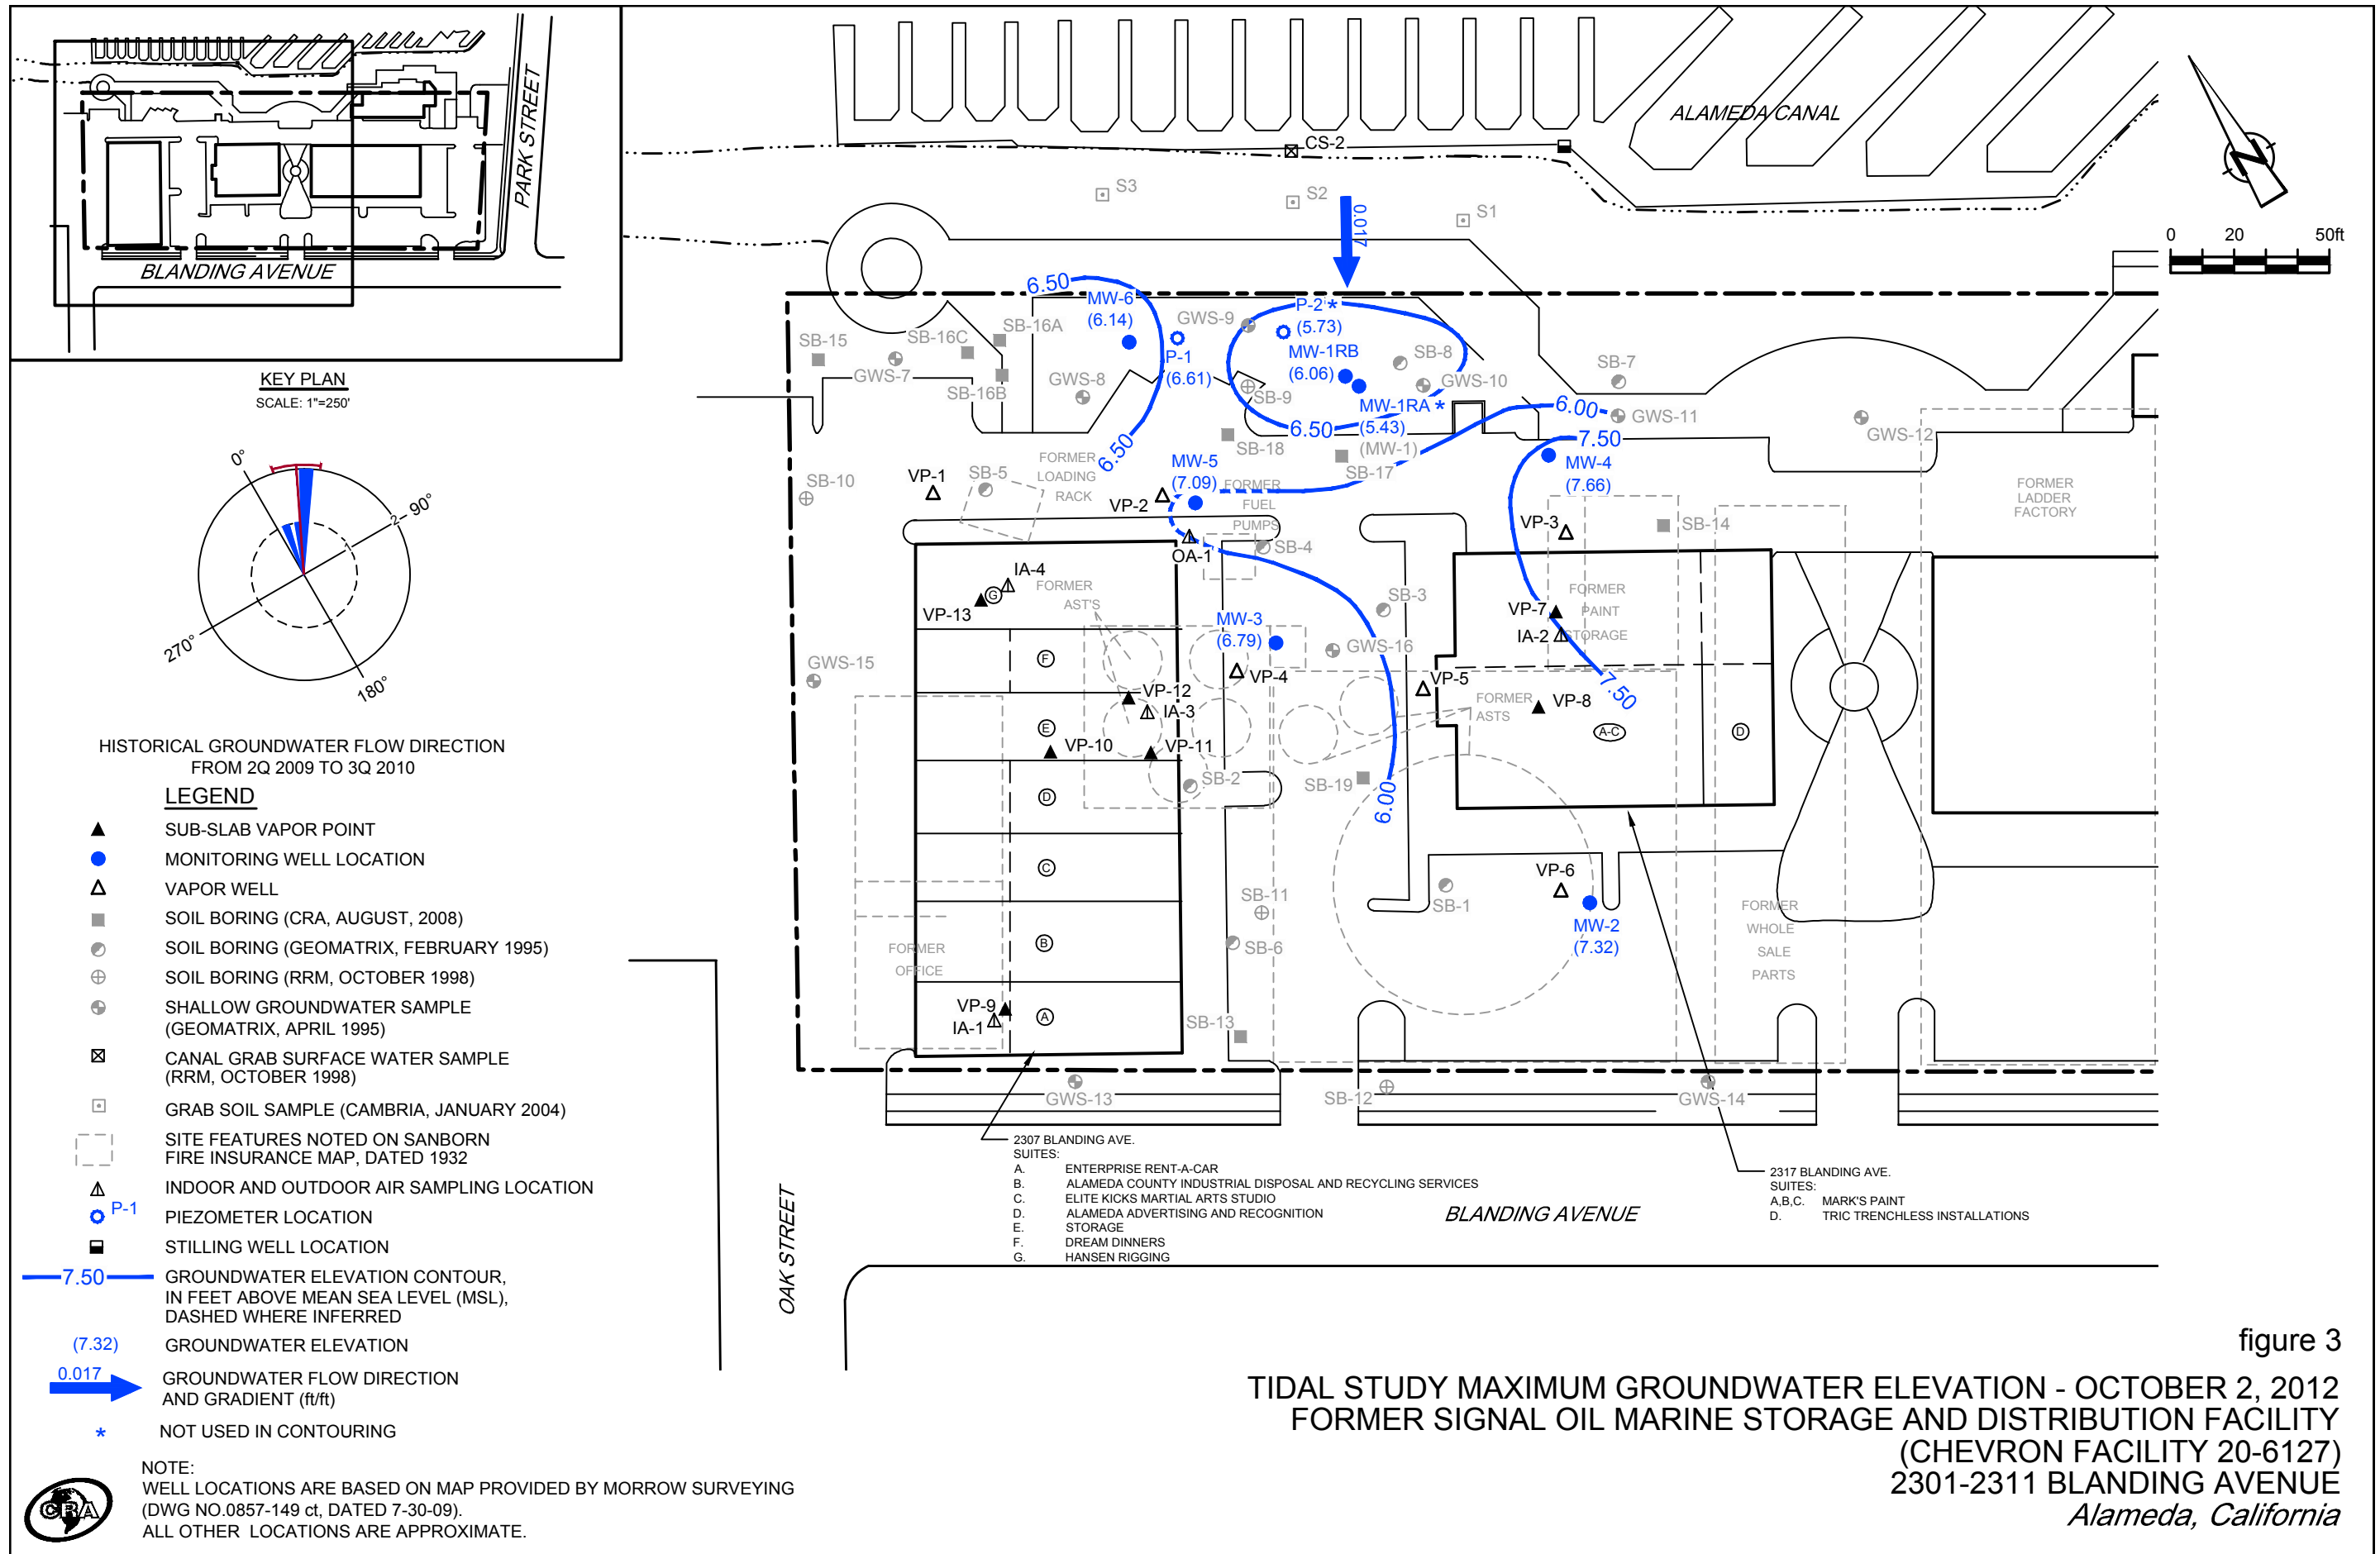 PARK STREET
BLANDING AVENUE
KEY PLAN
SCALE: 1"=250'
0°
2
90°
270°
180°
HISTORICAL GROUNDWATER FLOW DIRECTION
FROM 2Q 2009 TO 3Q 2010
LEGEND
SUB-SLAB VAPOR POINT
MONITORING WELL LOCATION
VAPOR WELL
SOIL BORING (CRA, AUGUST, 2008)
SOIL BORING (GEOMATRIX, FEBRUARY 1995)
SOIL BORING (RRM, OCTOBER 1998)
SHALLOW GROUNDWATER SAMPLE
(GEOMATRIX, APRIL 1995)
CANAL GRAB SURFACE WATER SAMPLE
(RRM, OCTOBER 1998)
GRAB SOIL SAMPLE (CAMBRIA, JANUARY 2004)
SITE FEATURES NOTED ON SANBORN
FIRE INSURANCE MAP, DATED 1932
INDOOR AND OUTDOOR AIR SAMPLING LOCATION
P-1
PIEZOMETER LOCATION
STILLING WELL LOCATION
7.50
GROUNDWATER ELEVATION CONTOUR,
IN FEET ABOVE MEAN SEA LEVEL (MSL),
DASHED WHERE INFERRED
(7.32)
GROUNDWATER ELEVATION
0.017
GROUNDWATER FLOW DIRECTION
AND GRADIENT (ft/ft)
* NOT USED IN CONTOURING
NOTE:
WELL LOCATIONS ARE BASED ON MAP PROVIDED BY MORROW SURVEYING
(DWG NO.0857-149 ct, DATED 7-30-09).
ALL OTHER LOCATIONS ARE APPROXIMATE.
CRA
ALAMEDA CANAL
N
0 20 50ft
CS-2
S3
S2
S1
0.017
6.50
MW-6
(6.14)
P-1
(6.61)
GWS-9
P-2 *
(5.73)
MW-1RB
(6.06)
MW-1RA *
(5.43)
(MW-1)
SB-15
SB-16C
SB-16A
GWS-7
SB-16B
GWS-8
SB-9
SB-8
GWS-10
SB-7
6.00
GWS-11
GWS-12
6.50
6.50
7.50
SB-18
SB-17
MW-4
(7.66)
SB-10
VP-1
SB-5
FORMER
LOADING
RACK
VP-2
MW-5
(7.09)
FORMER
FUEL
PUMPS
OA-1
SB-4
VP-3
SB-14
FORMER
LADDER
FACTORY
IA-4
G
VP-13
FORMER
AST'S
MW-3
(6.79)
SB-3
GWS-16
VP-7
IA-2
FORMER
PAINT
STORAGE
GWS-15
F
VP-4
VP-5
7.50
VP-12
IA-3
E
VP-10
VP-11
FORMER
ASTS
VP-8
A-C
D
SB-2
SB-19
6.00
D
C
B
A
SB-11
SB-6
SB-1
VP-6
MW-2
(7.32)
FORMER
WHOLE
SALE
PARTS
FORMER
OFFICE
VP-9
IA-1
SB-13
GWS-13
SB-12
GWS-14
2307 BLANDING AVE.
SUITES:
A. ENTERPRISE RENT-A-CAR
B. ALAMEDA COUNTY INDUSTRIAL DISPOSAL AND RECYCLING SERVICES
C. ELITE KICKS MARTIAL ARTS STUDIO
D. ALAMEDA ADVERTISING AND RECOGNITION
E. STORAGE
F. DREAM DINNERS
G. HANSEN RIGGING
2317 BLANDING AVE.
SUITES:
A,B,C. MARK'S PAINT
D. TRIC TRENCHLESS INSTALLATIONS
OAK STREET
BLANDING AVENUE
figure 3
TIDAL STUDY MAXIMUM GROUNDWATER ELEVATION - OCTOBER 2, 2012
FORMER SIGNAL OIL MARINE STORAGE AND DISTRIBUTION FACILITY
(CHEVRON FACILITY 20-6127)
2301-2311 BLANDING AVENUE
Alameda, California